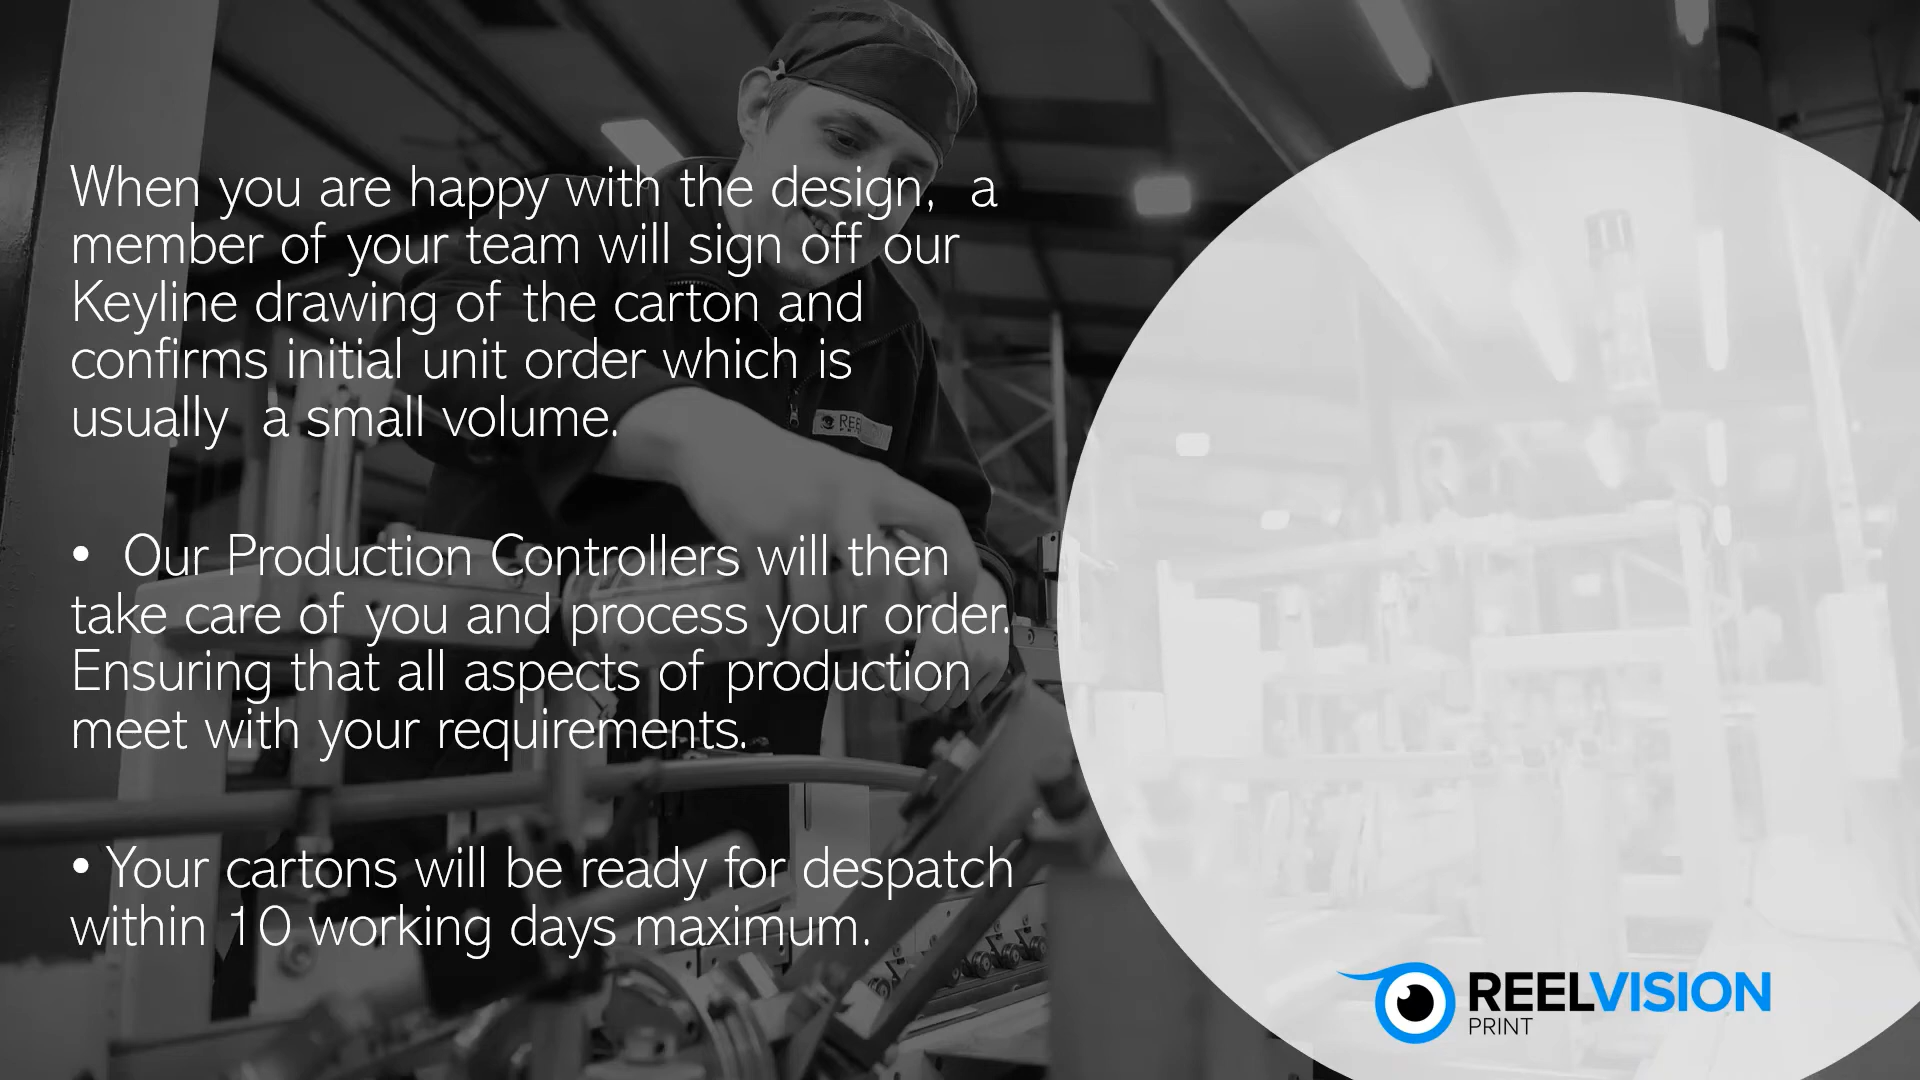 When you are happy with the design,  a
member of your team will sign off our
Keyline drawing of the carton and
confirms initial unit order which is
usually  a small volume.
•  Our Production Controllers will then
take care of you and process your order.
Ensuring that all aspects of production
meet with your requirements.
• Your cartons will be ready for despatch
within 10 working days maximum.
REELVISION
PRINT